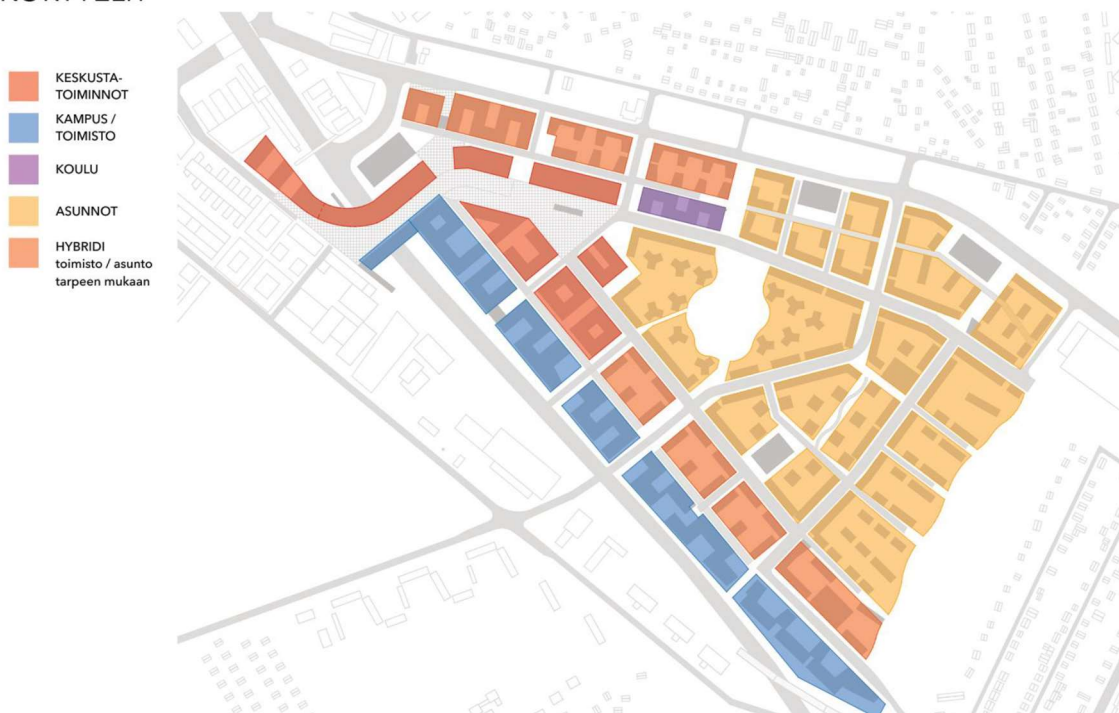 KESKUSTA-
TOIMINNOT
KAMPUS /
TOIMISTO
KOULU
ASUNNOT
HYBRIDI
toimisto / asunto
tarpeen mukaan